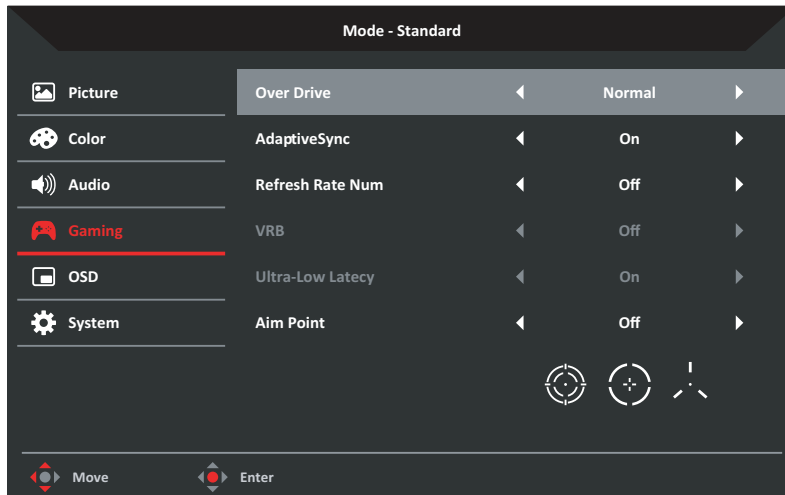 Mode - Standard
Picture
Over Drive Normal
Color
AdaptiveSync On
Audio
Refresh Rate Num Off
Gaming
VRB Off
OSD
Ultra-Low Latecy On
System
Aim Point Off
Move Enter